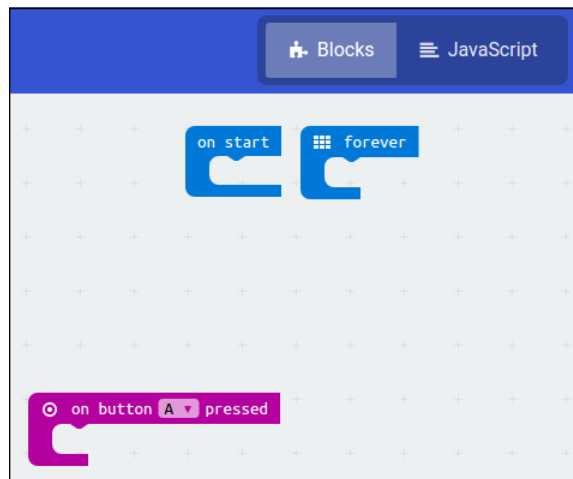 Blocks
JavaScript
on start
forever
on button A pressed